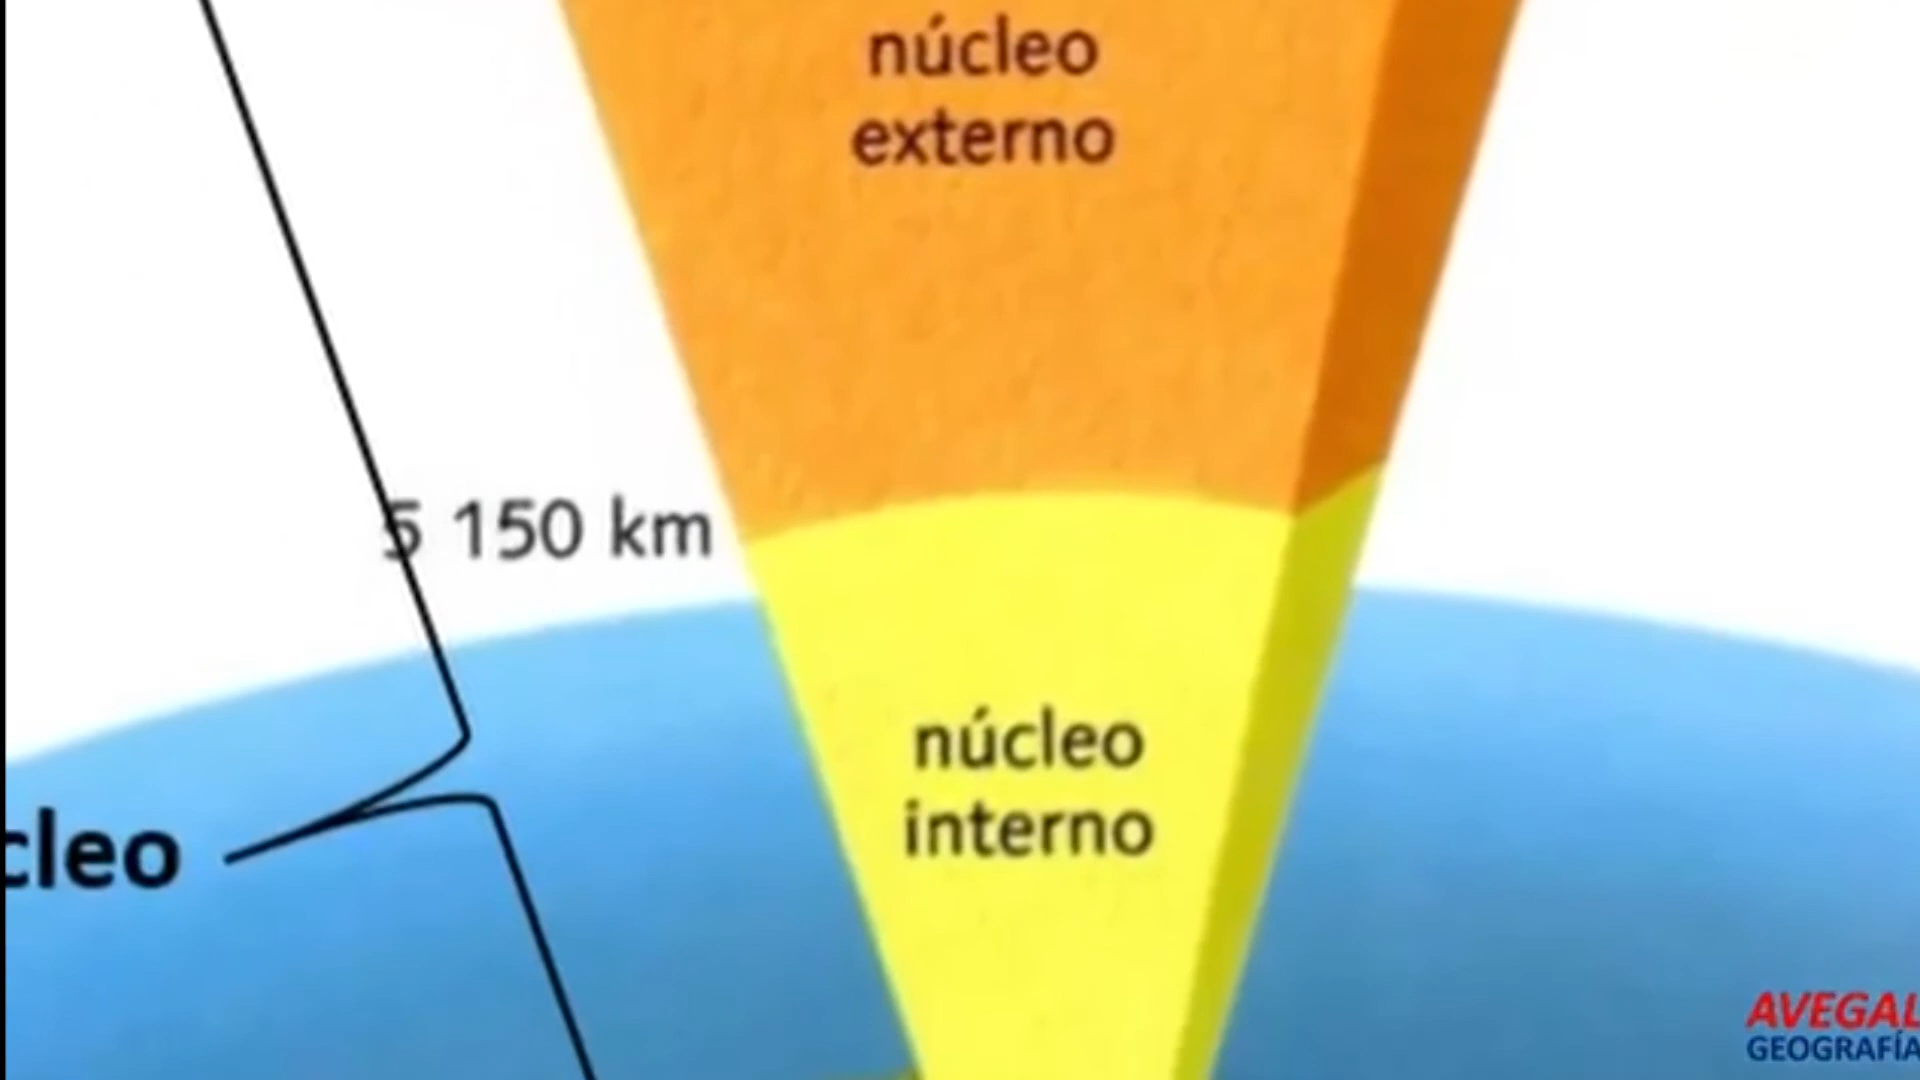 núcleo
externo
5 150 km
núcleo
interno
cleo
AVEGAL
GEOGRAFÍA